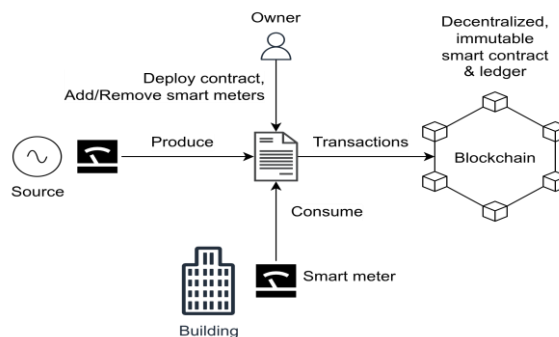 Owner
Decentralized,
immutable
smart contract
& ledger
Deploy contract,
Add/Remove smart meters
Produce
Transactions
Blockchain
Source
Consume
Smart meter
Building